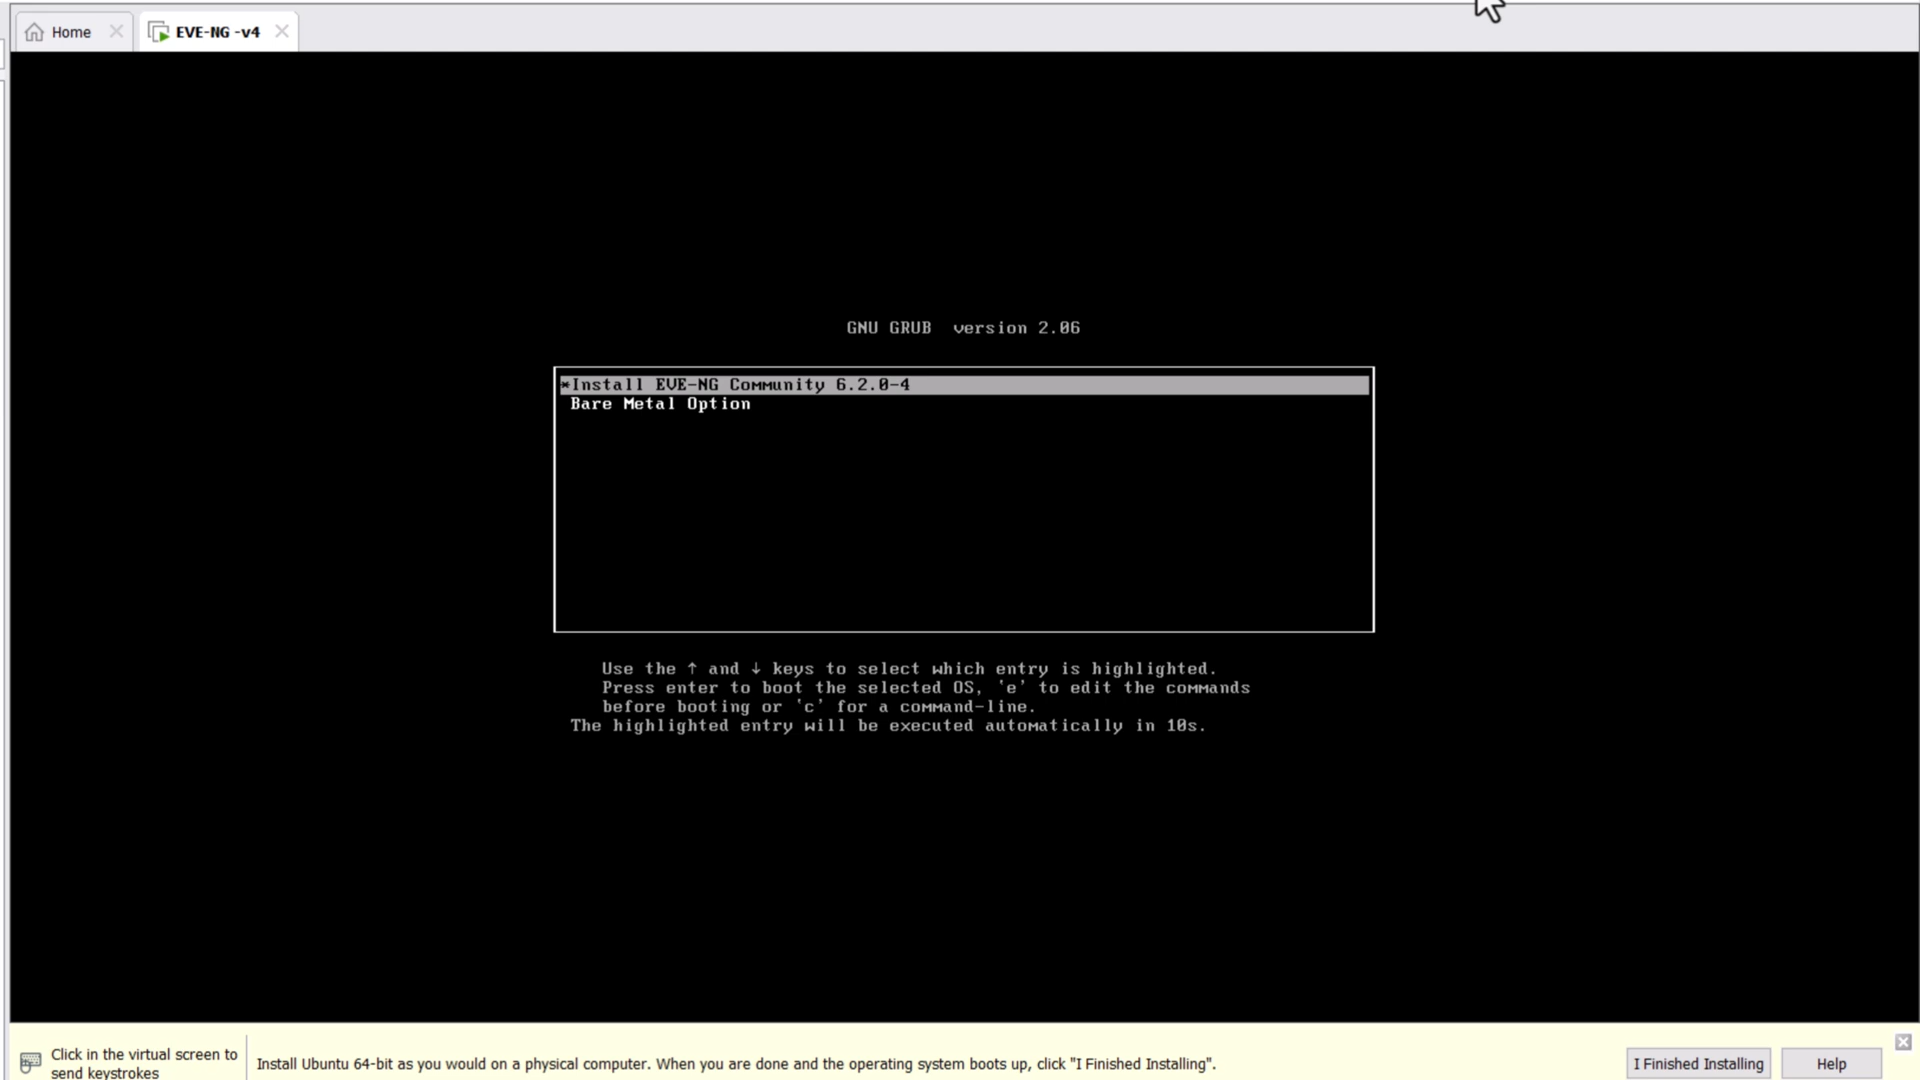 Home
EVE-NG -v4
GNU GRUB  version 2.06
*Install EVE-NG Community 6.2.0-4
Bare Metal Option
Use the ↑ and ↓ keys to select which entry is highlighted.
Press enter to boot the selected OS, `e' to edit the commands
before booting or `c' for a command-line.
The highlighted entry will be executed automatically in 10s.
Click in the virtual screen to
send keystrokes
Install Ubuntu 64-bit as you would on a physical computer. When you are done and the operating system boots up, click "I Finished Installing".
I Finished Installing
Help